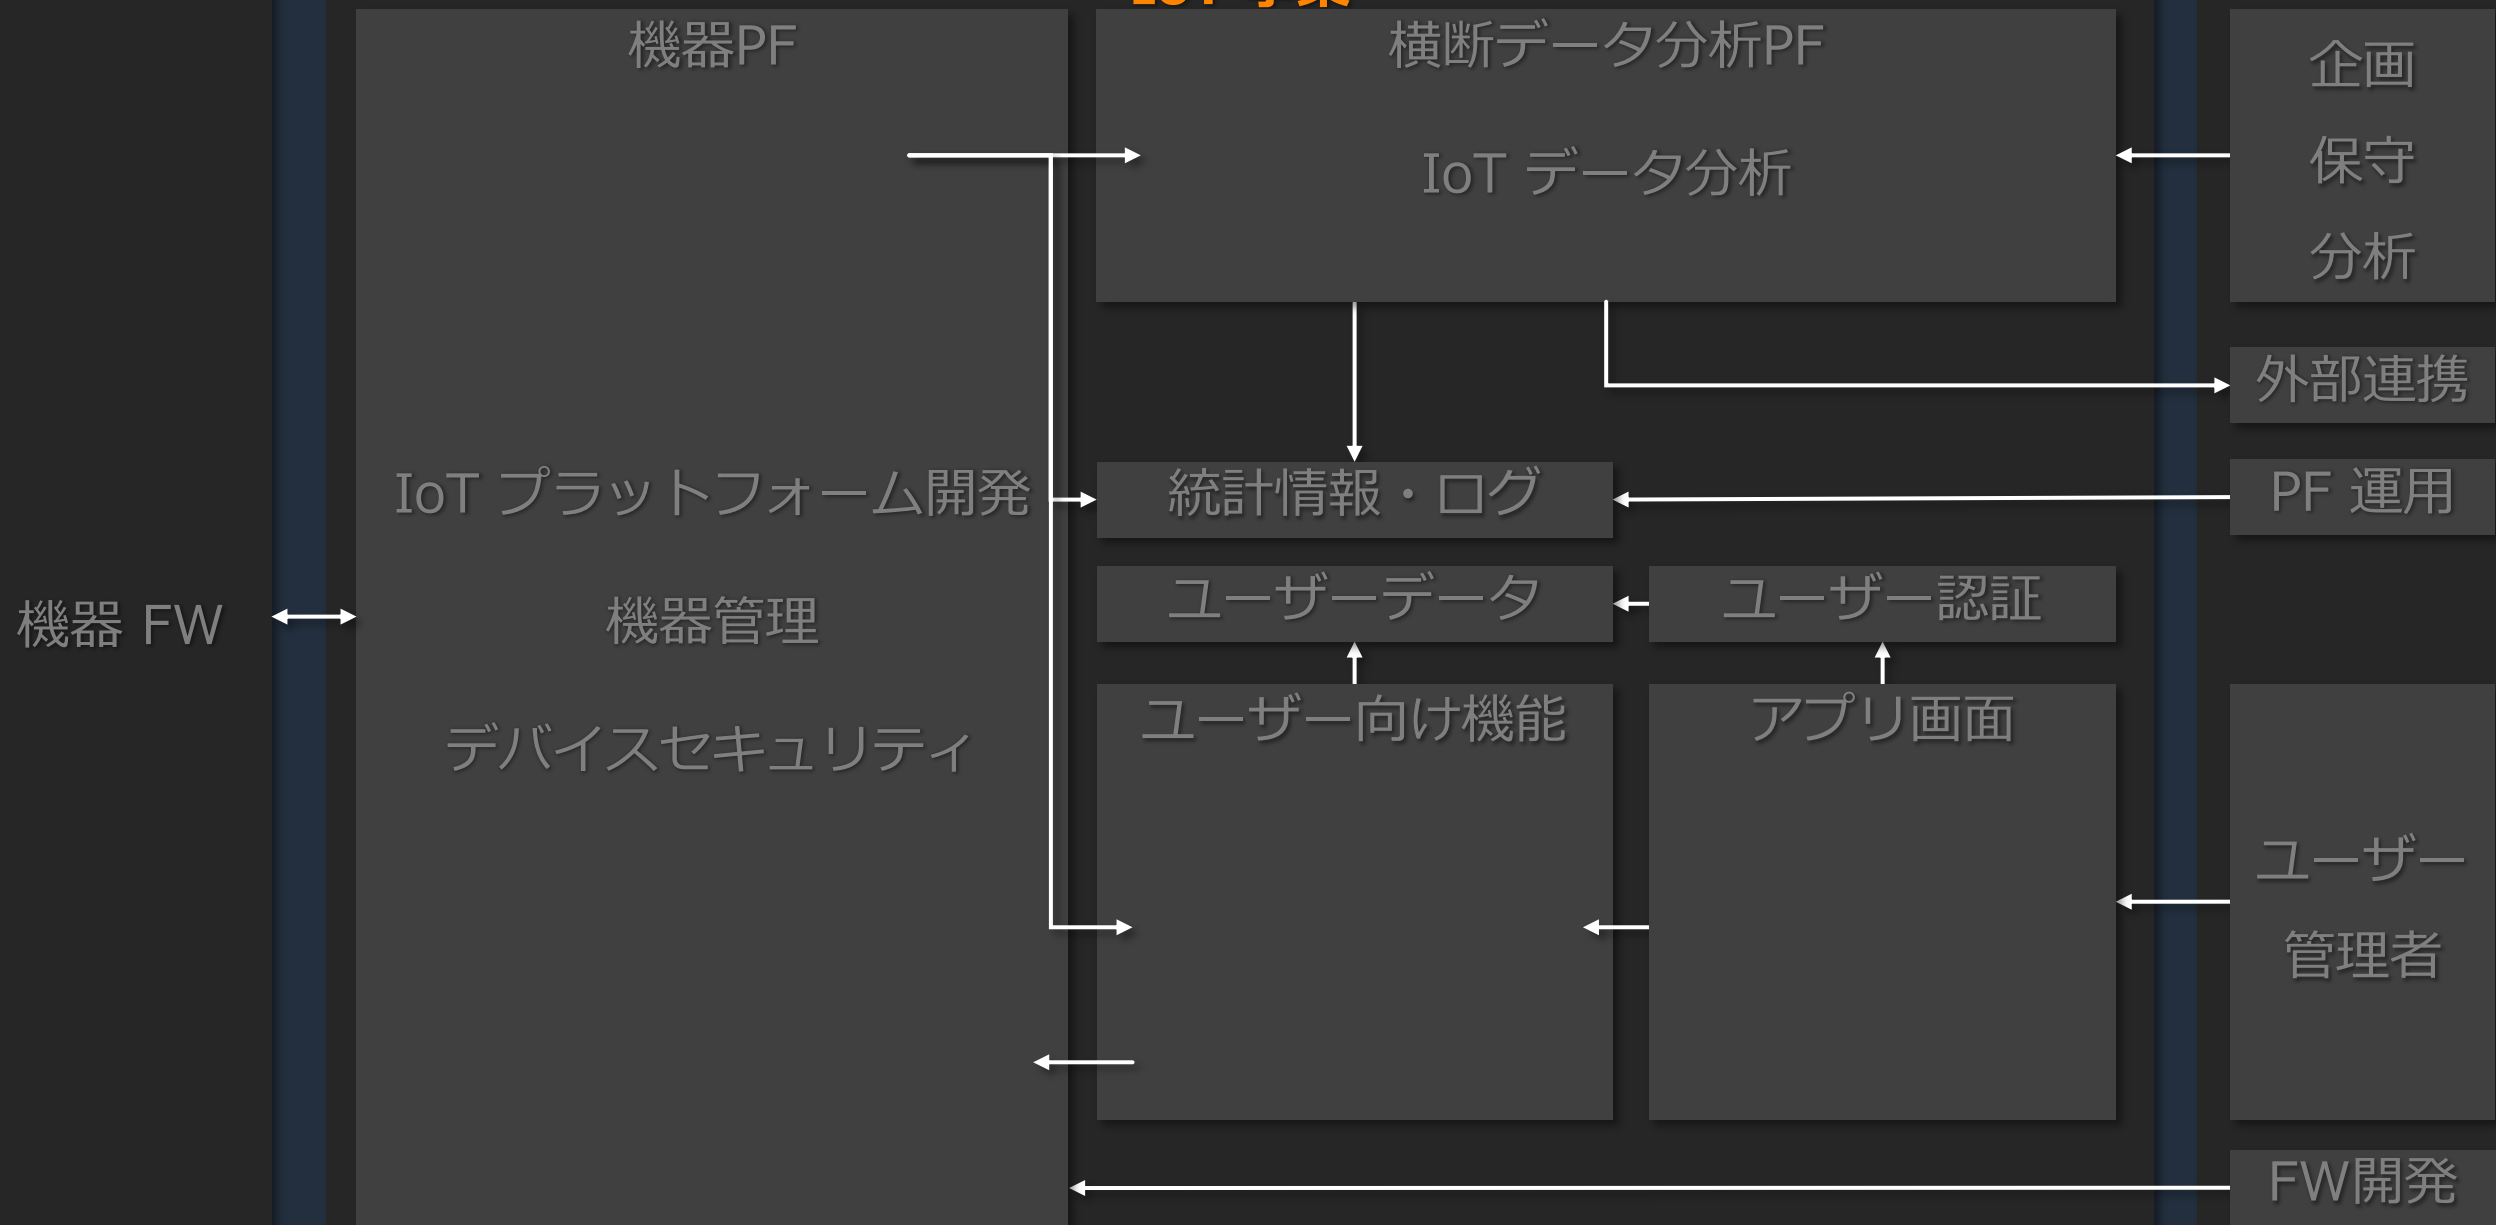 機器PF
横断データ分析PF
IoT データ分析
企画
保守
分析
外部連携
IoT プラットフォーム開発
統計情報・ログ
PF 運用
機器 FW
機器管理
ユーザーデータ
ユーザー認証
デバイスセキュリティ
ユーザー向け機能
アプリ画面
ユーザー
管理者
FW開発